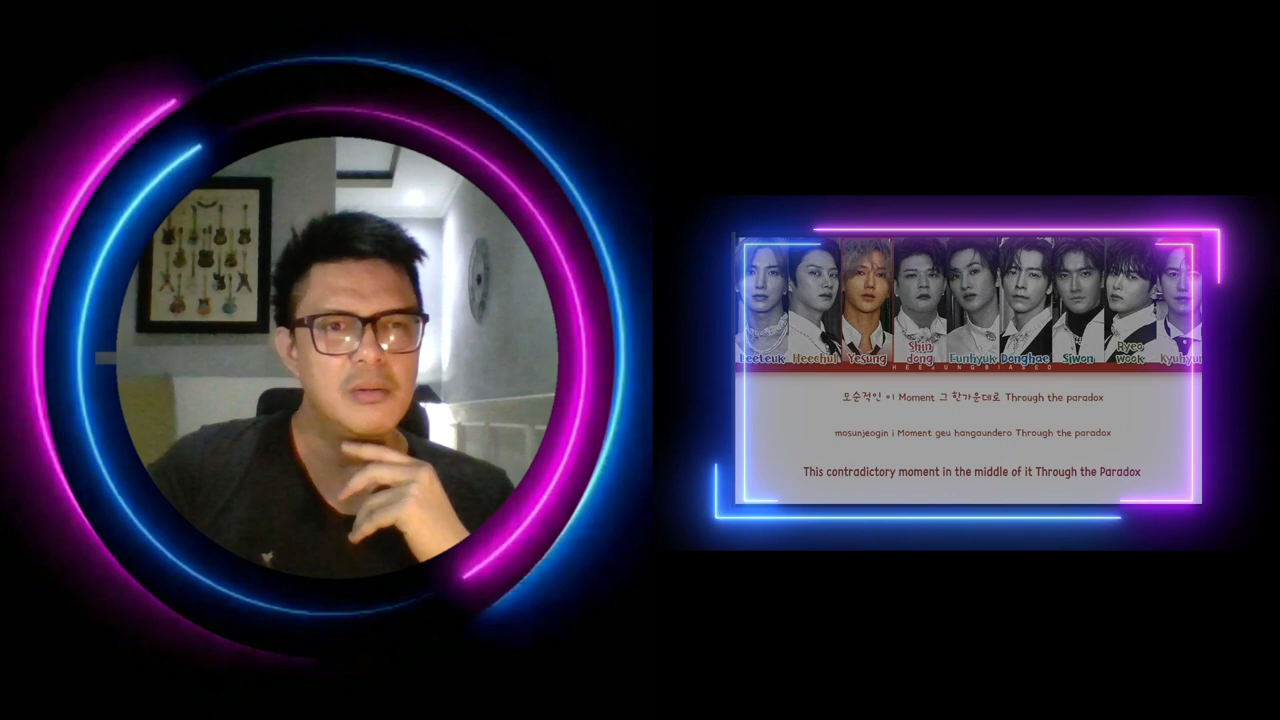 Leeteuk Heechul Yesung Shin dong Eunhyuk Donghae Siwon Ryeo wook Kyuhyun
HEEKUNGBIASED
모순적인 이 Moment 그 한가운데로 Through the paradox
mosunjeogin i Moment geu hangaundero Through the paradox
This contradictory moment in the middle of it Through the Paradox